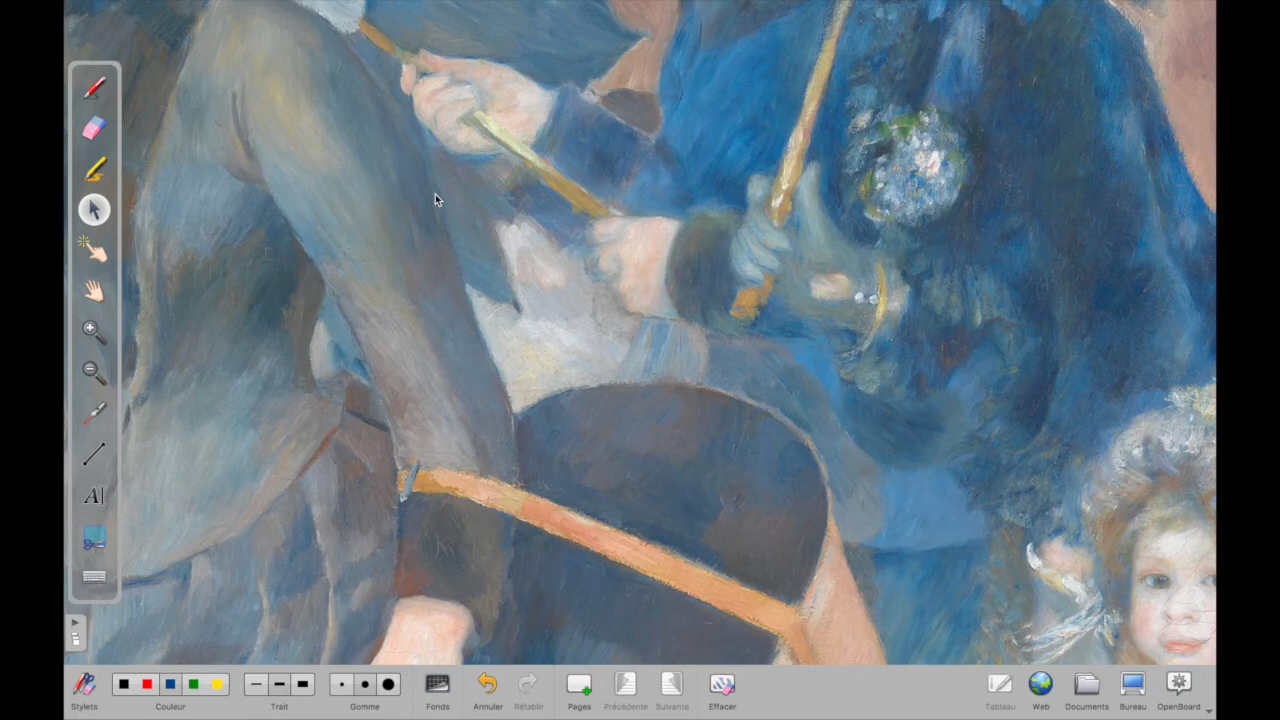 A
Stylets
Couleur
Trait
Gomme
Fonds
Annuler
Rétablir
Pages
Précédente
Suivante
Effacer
Tableau
Web
Documents
Bureau
OpenBoard